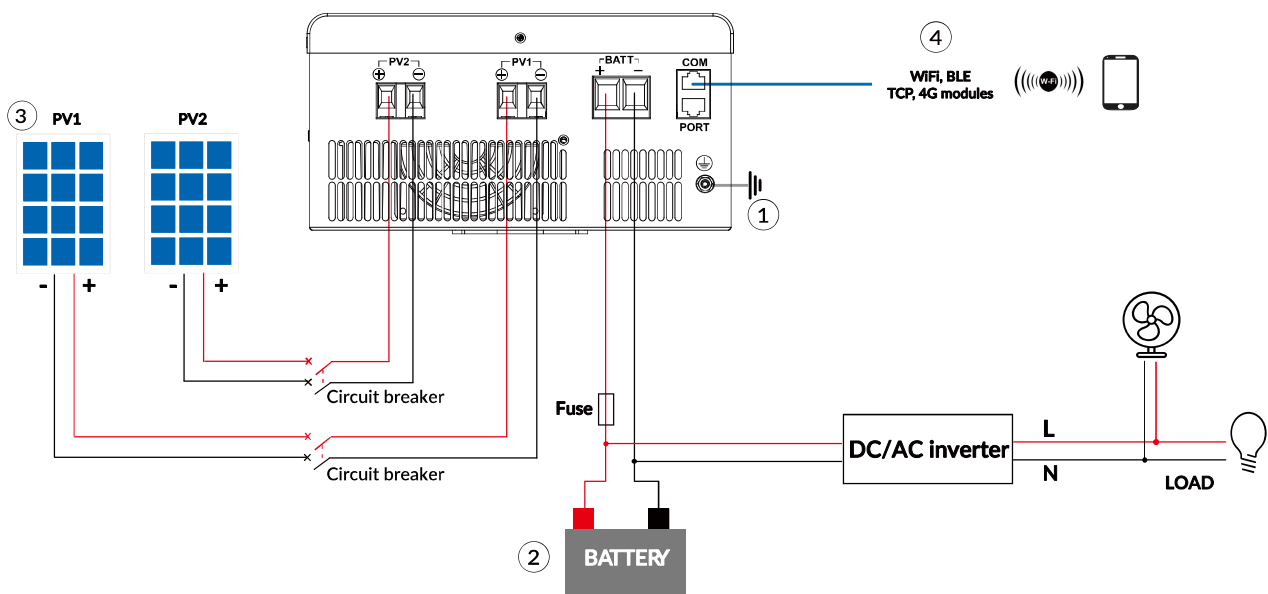 4
PV2
PV1
BATT
COM
+ - + - + -
WiFi, BLE
TCP, 4G modules
Wi-Fi
PORT
3
PV1
PV2
1
- +
- +
Circuit breaker
Circuit breaker
Fuse
DC/AC inverter
L
N
LOAD
2
BATTERY